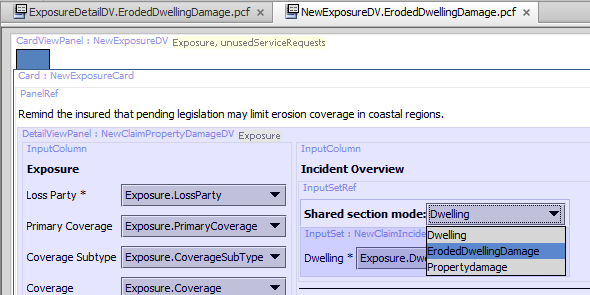 ExposureDetailDV.ErodedDwellingDamage.pcf
NewExposureDV.ErodedDwellingDamage.pcf
CardViewPanel : NewExposureDV Exposure, unusedServiceRequests
Card : NewExposureCard
PanelRef
Remind the insured that pending legislation may limit erosion coverage in coastal regions.
DetailViewPanel : NewClaimPropertyDamageDV Exposure
InputColumn
Exposure
Loss Party * Exposure.LossParty
Primary Coverage Exposure.PrimaryCoverage
Coverage Subtype Exposure.CoverageSubType
Coverage Exposure.Coverage
InputColumn
Incident Overview
InputSetRef
Shared section mode: Dwelling
InputSet : NewClaimIncide
Dwelling * Exposure.Dwe
Dwelling
ErodedDwellingDamage
Propertydamage